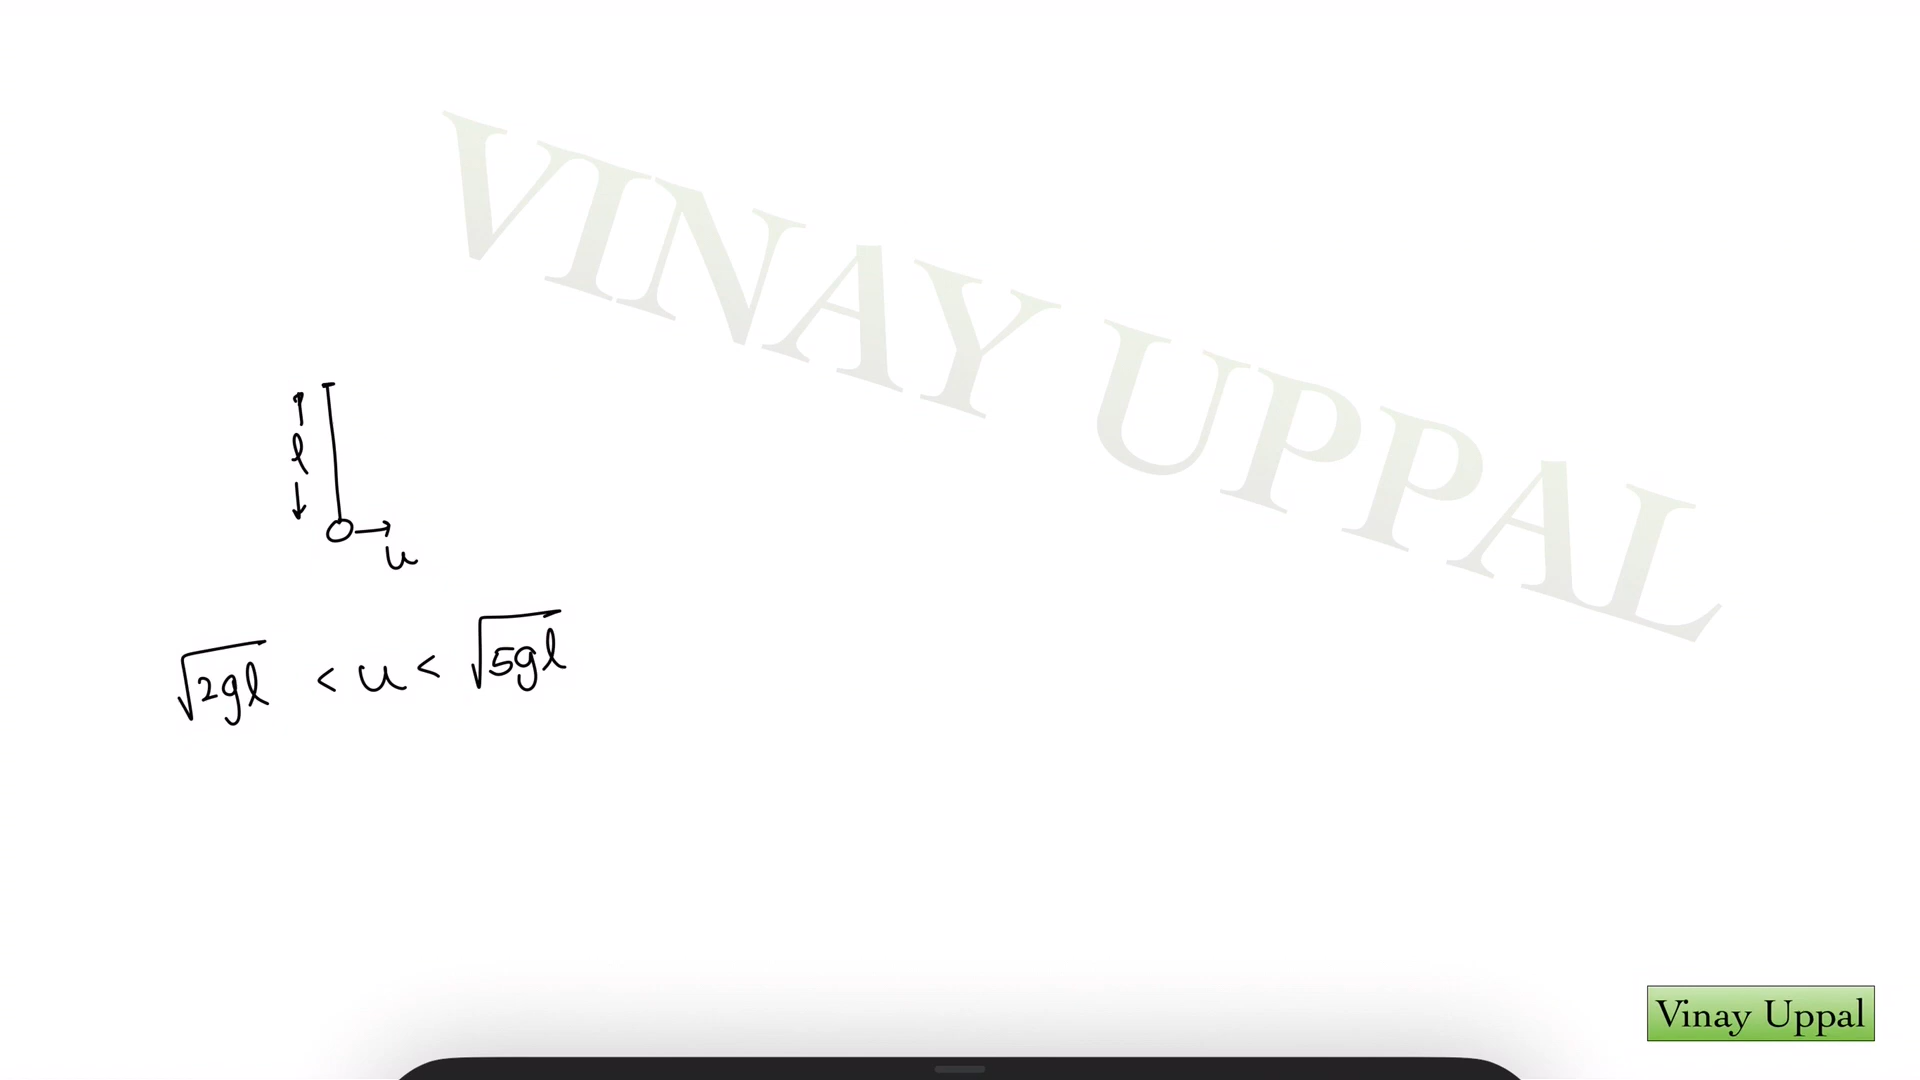 VINAY UPPAL
l
u
√2gl < u < √5gl
Vinay Uppal